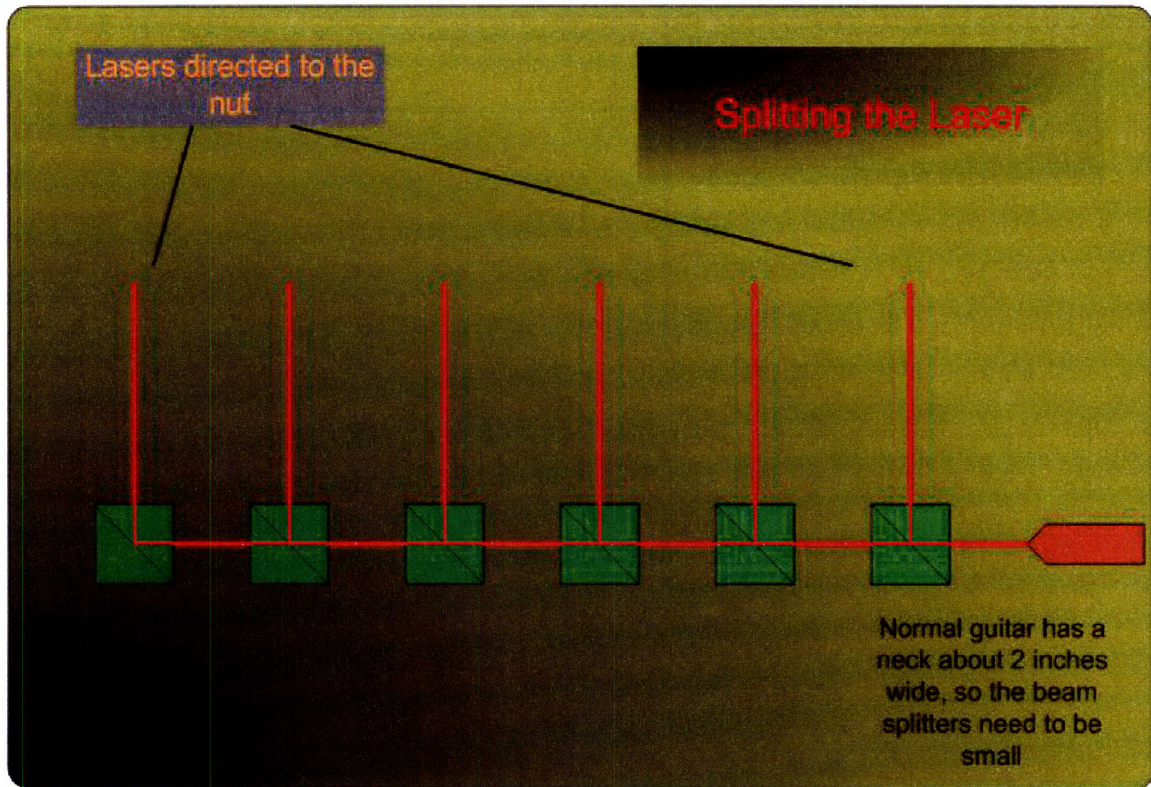 Lasers directed to the
nut
Splitting the Laser
Normal guitar has a
neck about 2 inches
wide, so the beam
splitters need to be
small